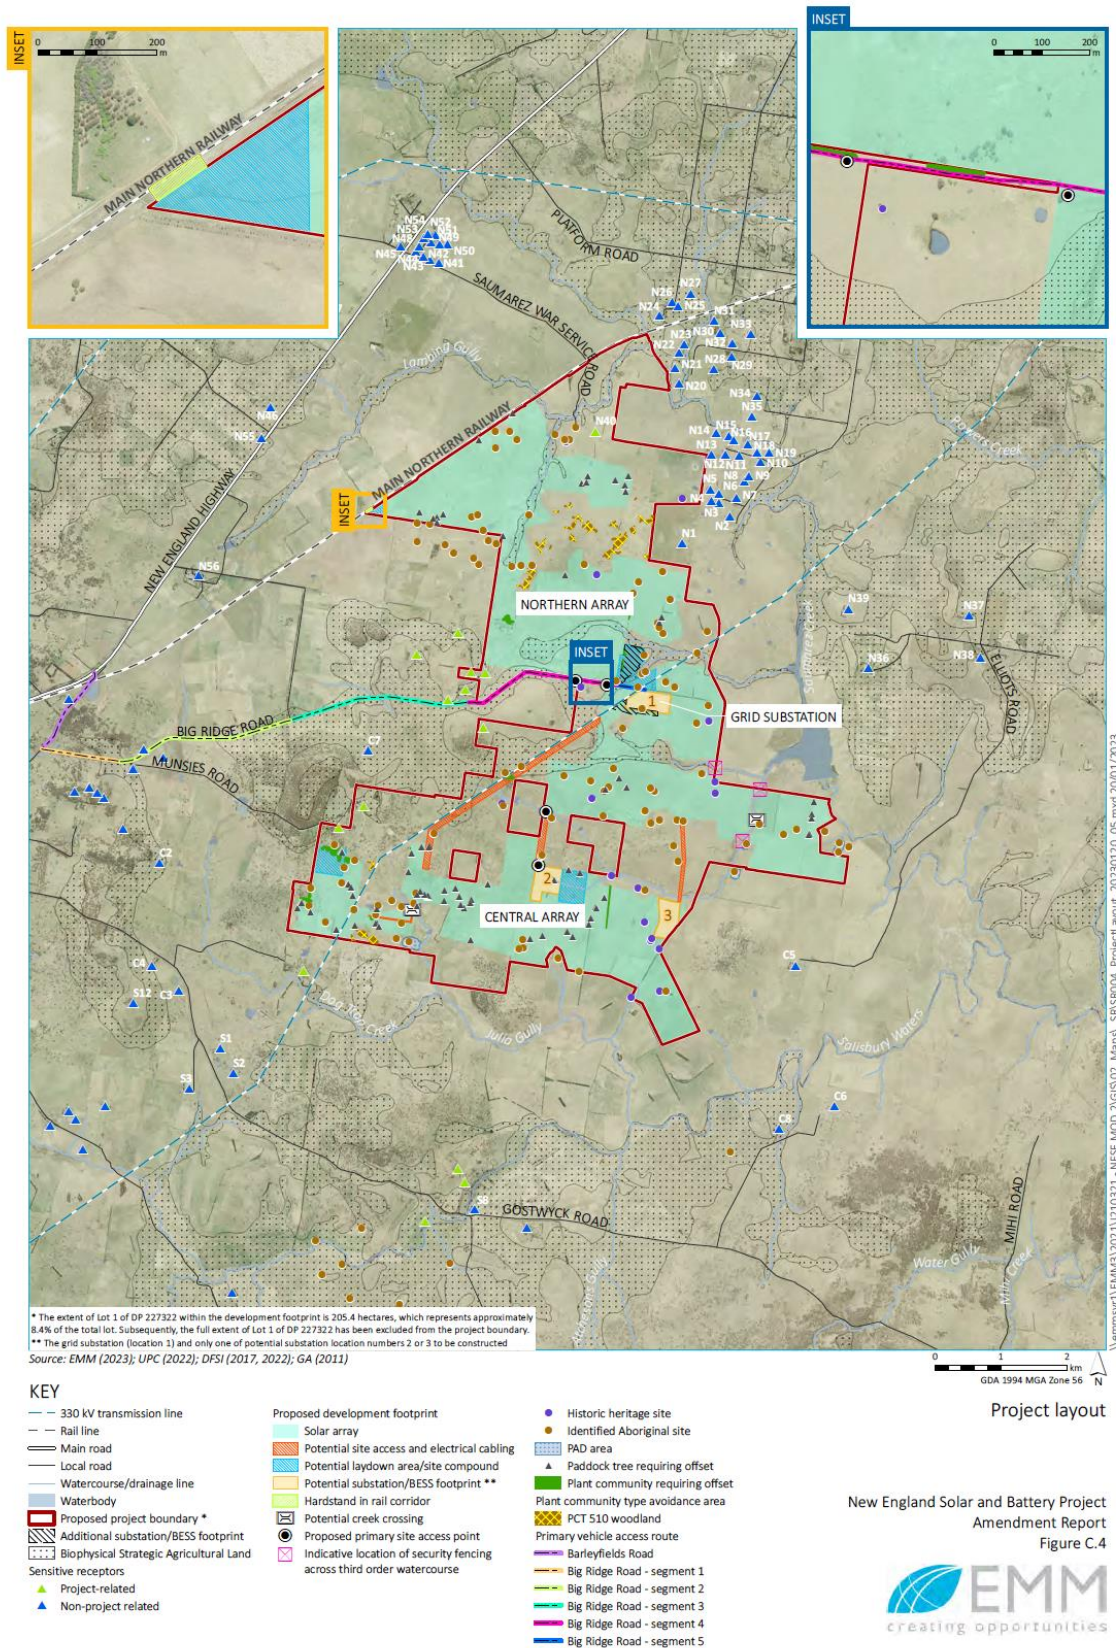 INSET
0 100 200
m
MAIN NORTHERN RAILWAY
INSET
0 100 200
m
N54
N52
N53
N51
N48
N49
N45
N50
N42
N43
N41
PLATFORM ROAD
SAUMAREZ WAR SERVICE ROAD
N27
N26
N25
N24
N31
N30
N33
N23
N32
N22
N28
N29
N21
N20
Lambing Gully
N34
N35
N46
N55
N40
N15
N14
N16
N17
N13
N18
N19
N12
N11
N10
N9
N8
N5
N6
N7
N4
N3
N2
N1
Powers Creek
MAIN NORTHERN RAILWAY
INSET
NEW ENGLAND HIGHWAY
N56
NORTHERN ARRAY
N39
N37
Saumarez Creek
N36
N38
ELLIOTS ROAD
INSET
1
GRID SUBSTATION
BIG RIDGE ROAD
MUNSIES ROAD
C7
C2
2
3
CENTRAL ARRAY
C4
C3
S12
C5
Dog Trap Creek
Julia Gully
Salisbury Waters
S1
S2
S3
C6
C8
S8
GOSTWYCK ROAD
MIHI ROAD
Water Gully
Mihi Creek
* The extent of Lot 1 of DP 227322 within the development footprint is 205.4 hectares, which represents approximately
8.4% of the total lot. Subsequently, the full extent of Lot 1 of DP 227322 has been excluded from the project boundary.
** The grid substation (location 1) and only one of potential substation location numbers 2 or 3 to be constructed
Source: EMM (2023); UPC (2022); DFSI (2017, 2022); GA (2011)
0 1 2
km
GDA 1994 MGA Zone 56
N
KEY
330 kV transmission line
Rail line
Main road
Local road
Watercourse/drainage line
Waterbody
Proposed project boundary *
Additional substation/BESS footprint
Biophysical Strategic Agricultural Land
Sensitive receptors
Project-related
Non-project related
Proposed development footprint
Solar array
Potential site access and electrical cabling
Potential laydown area/site compound
Potential substation/BESS footprint **
Hardstand in rail corridor
Potential creek crossing
Proposed primary site access point
Indicative location of security fencing
across third order watercourse
Historic heritage site
Identified Aboriginal site
PAD area
Paddock tree requiring offset
Plant community requiring offset
Plant community type avoidance area
PCT 510 woodland
Primary vehicle access route
Barleyfields Road
Big Ridge Road - segment 1
Big Ridge Road - segment 2
Big Ridge Road - segment 3
Big Ridge Road - segment 4
Big Ridge Road - segment 5
Project layout
New England Solar and Battery Project
Amendment Report
Figure C.4
EMM
creating opportunities